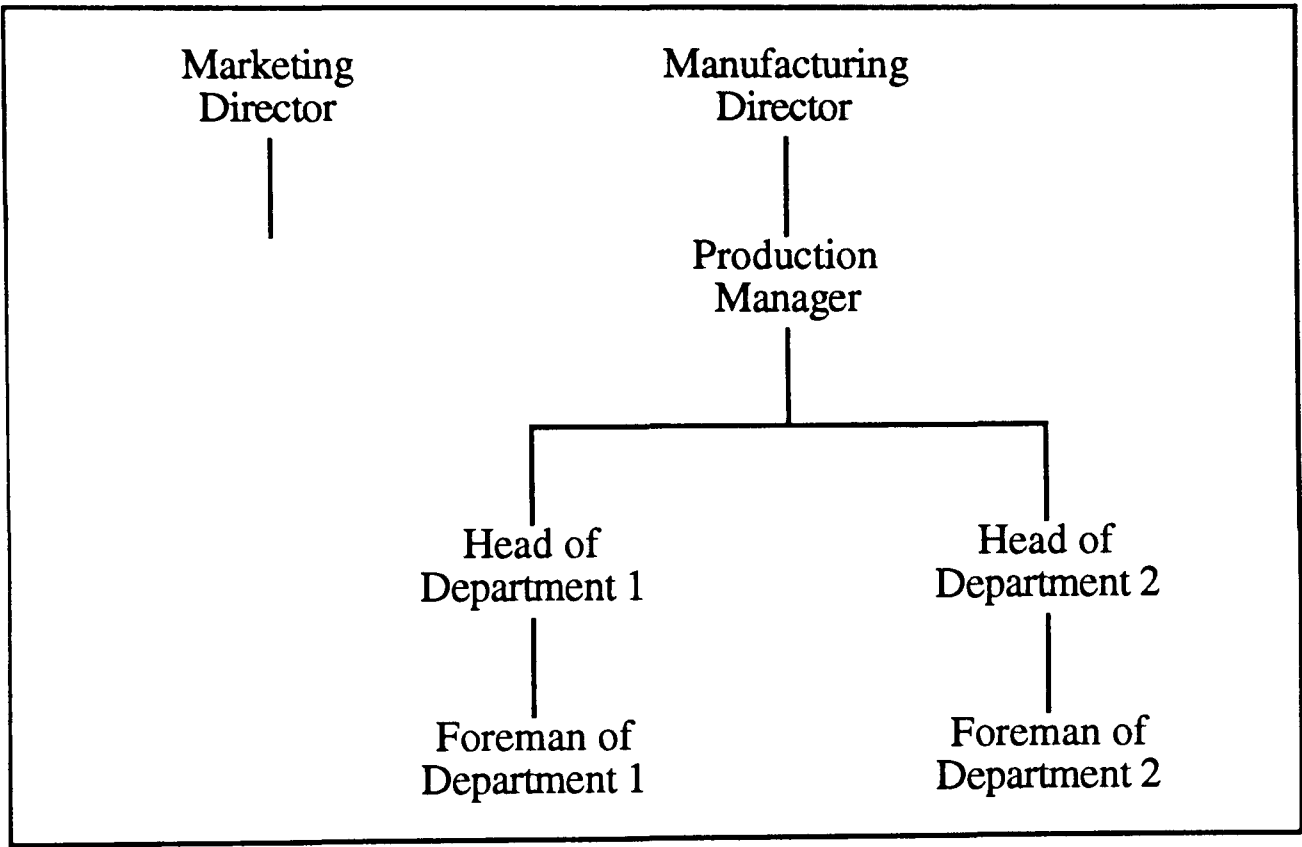 Marketing
Director
Manufacturing
Director
Production
Manager
Head of
Department 1
Head of
Department 2
Foreman of
Department 1
Foreman of
Department 2